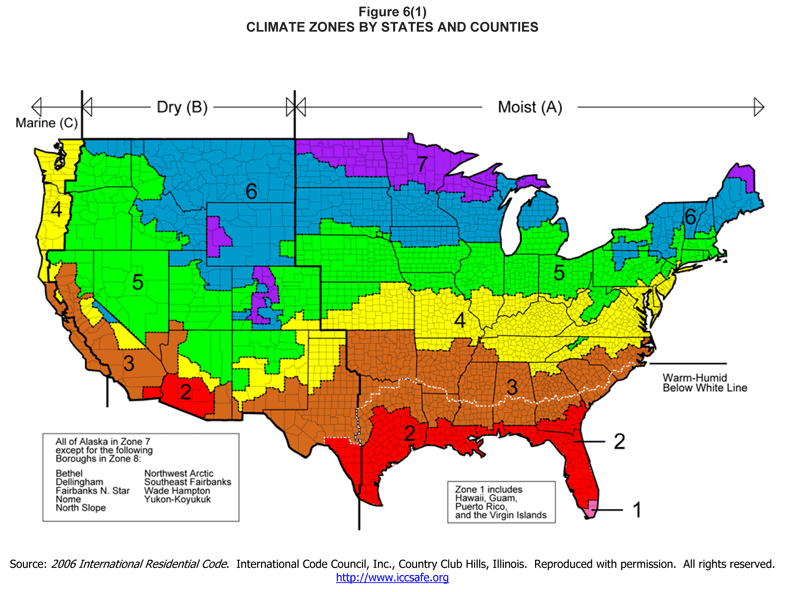 Figure 6(1)
CLIMATE ZONES BY STATES AND COUNTIES
Marine (C)
Dry (B)
Moist (A)
7
6
6
4
5
5
4
3
3
2
2
Warm-Humid
Below White Line
2
1
All of Alaska in Zone 7
except for the following
Boroughs in Zone 8:
Bethel
Dellingham
Fairbanks N. Star
Nome
North Slope
Northwest Arctic
Southeast Fairbanks
Wade Hampton
Yukon-Koyukuk
Zone 1 includes
Hawaii, Guam,
Puerto Rico,
and the Virgin Islands
Source: 2006 International Residential Code. International Code Council, Inc., Country Club Hills, Illinois. Reproduced with permission. All rights reserved.
http://www.iccsafe.org